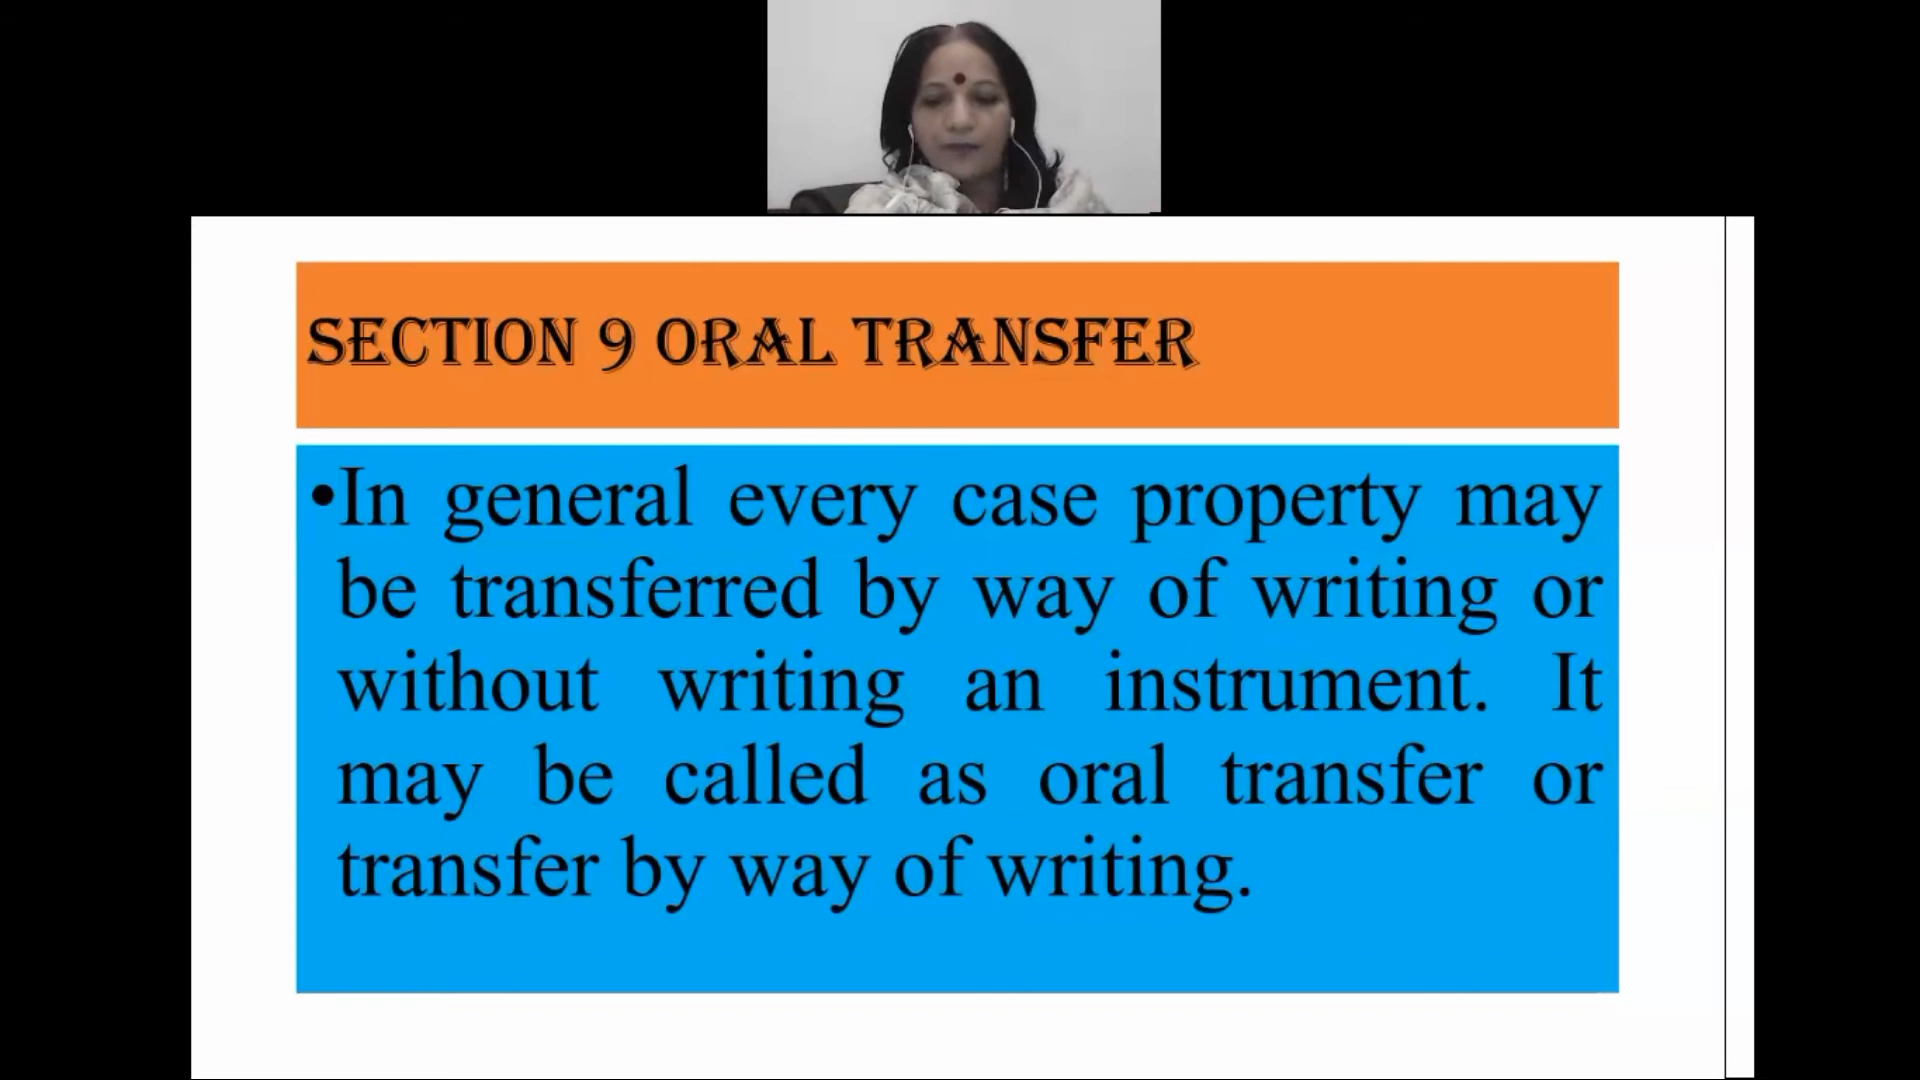 SECTION 9 ORAL TRANSFER
•In general every case property may
be transferred by way of writing or
without writing an instrument. It
may be called as oral transfer or
transfer by way of writing.